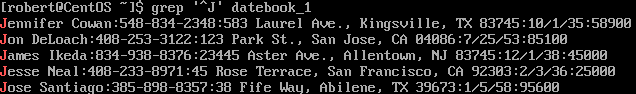 [robert@CentOS ~]$ grep '^J' datebook_1
Jennifer Cowan:548-834-2348:583 Laurel Ave., Kingsville, TX 83745:10/1/35:58900
Jon DeLoach:408-253-3122:123 Park St., San Jose, CA 04086:7/25/53:85100
James Ikeda:834-938-8376:23445 Aster Ave., Allentown, NJ 83745:12/1/38:45000
Jesse Neal:408-233-8971:45 Rose Terrace, San Francisco, CA 92303:2/3/36:25000
Jose Santiago:385-898-8357:38 Fife Way, Abilene, TX 39673:1/5/58:95600